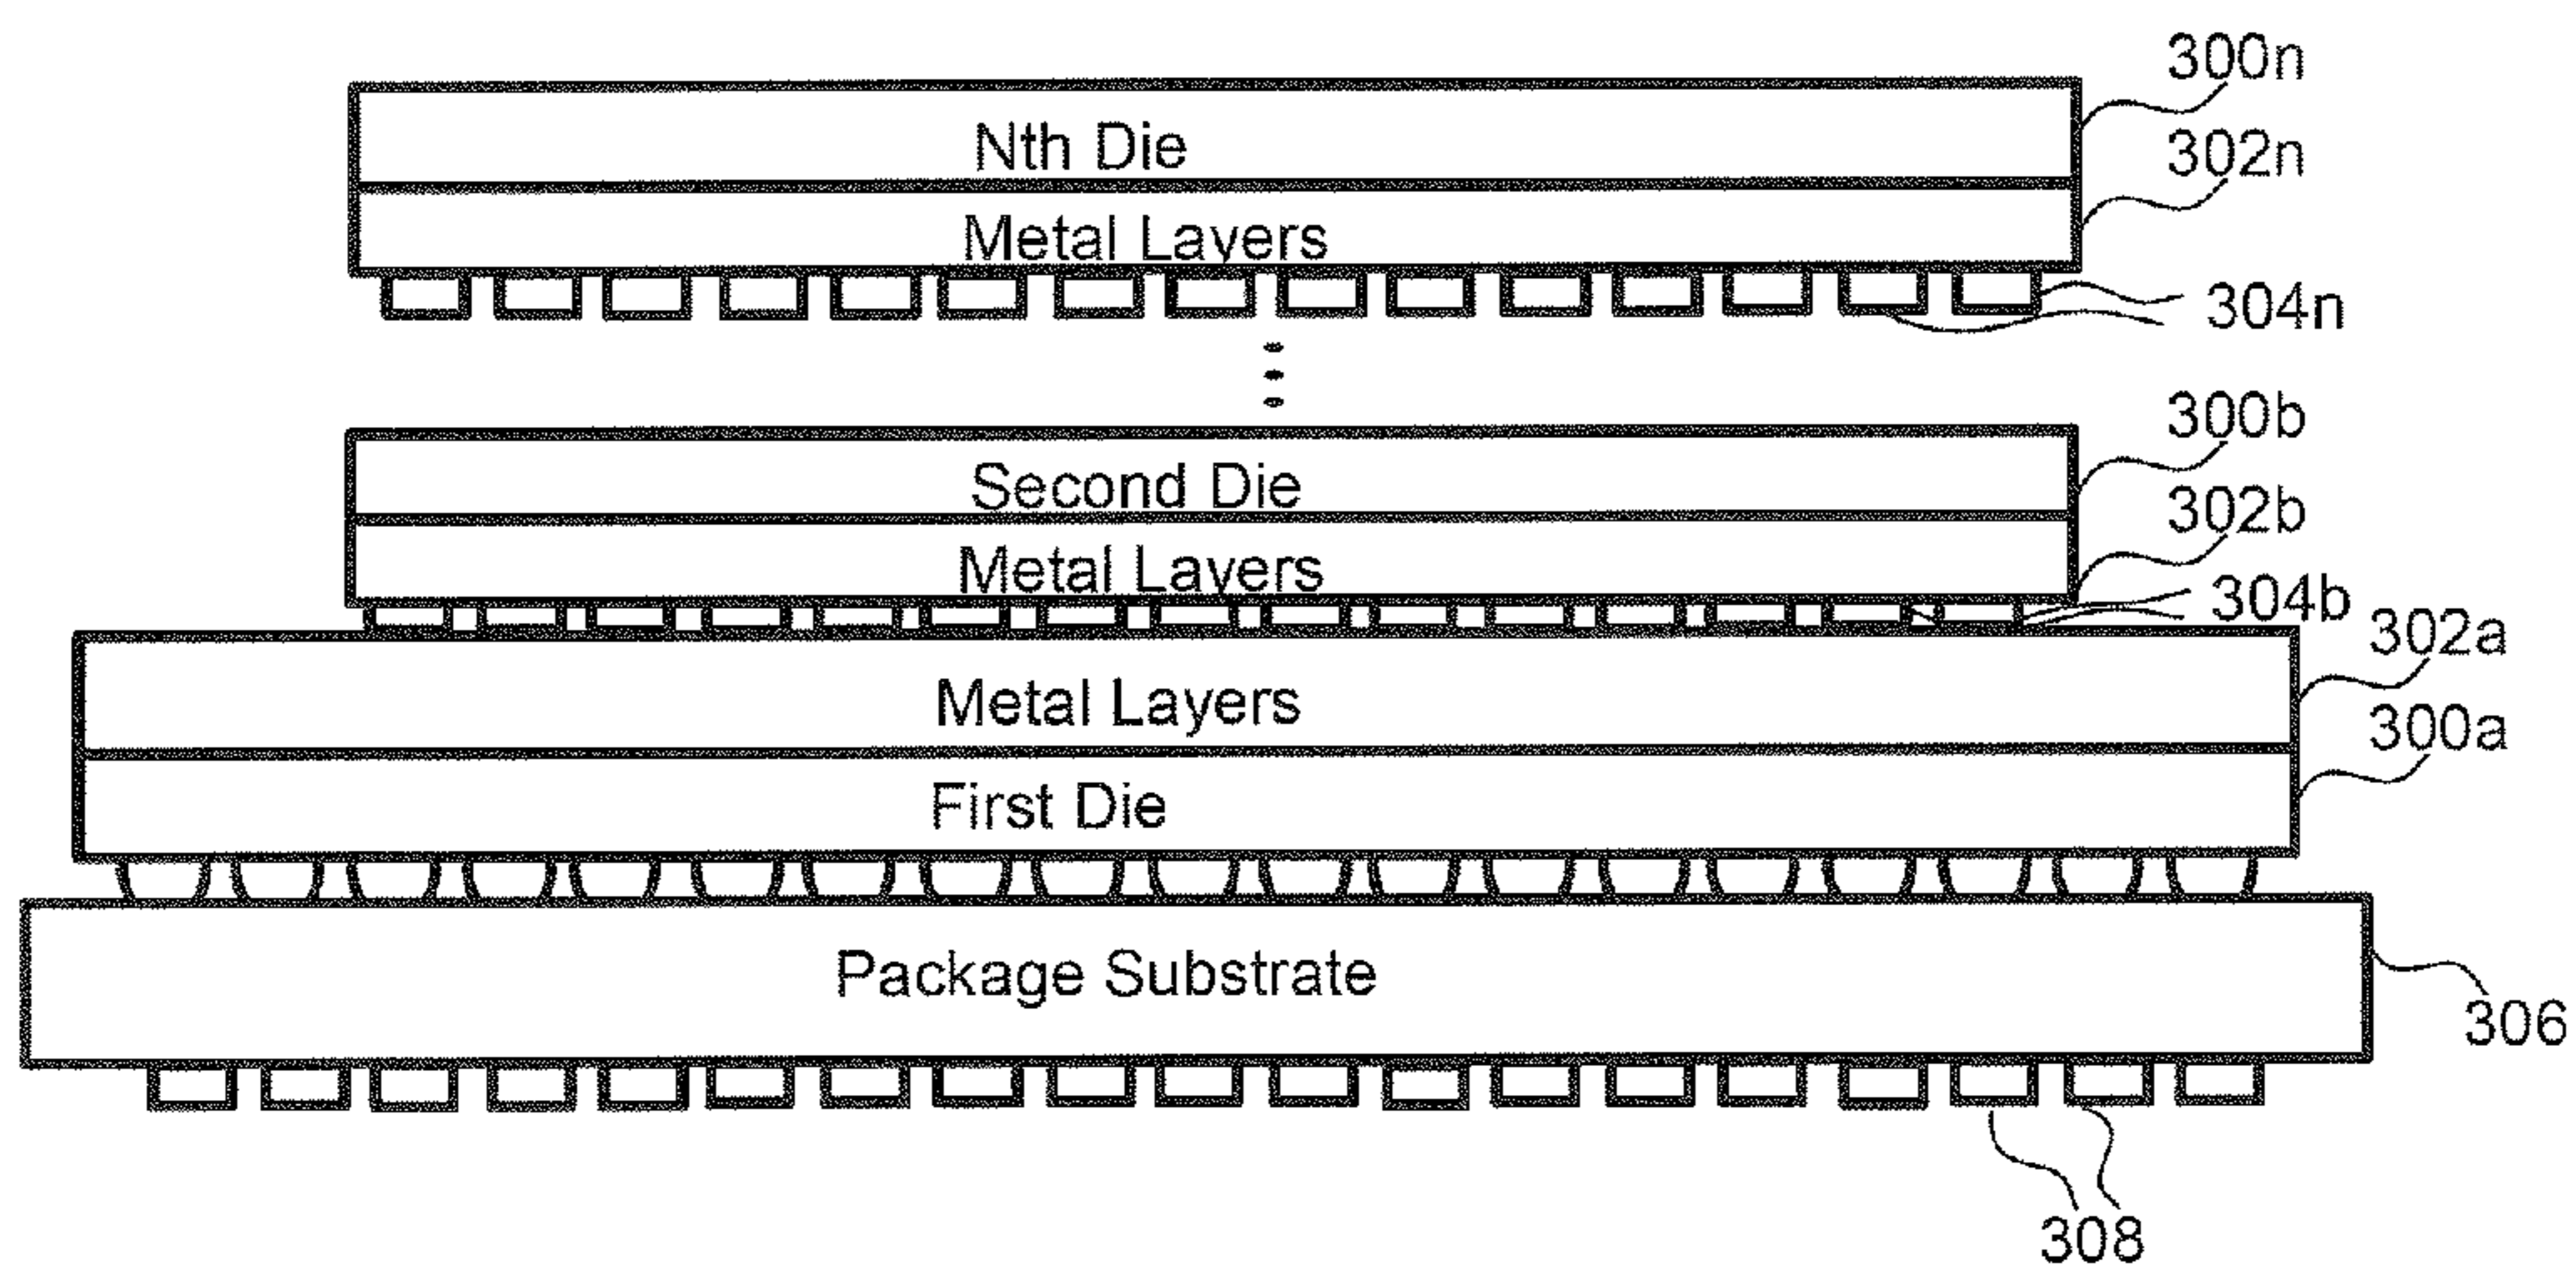 300n
Nth Die
302n
Metal Layers
304n
300b
Second Die
302b
Metal Layers
304b
302a
Metal Layers
300a
First Die
Package Substrate
306
308